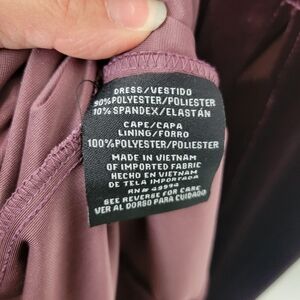 DRESS/VESTIDO
90%POLYESTER/POLIESTER
10%SPANDEX/ELASTÁN
CAPE/CAPA
LINING/FORRO
100%POLYESTER/POLIESTER
MADE IN VIETNAM
OF IMPORTED FABRIC
HECHO EN VIETNAM
DE TELA IMPORTADA
RN# 49994
SEE REVERSE FOR CARE
VER AL DORSO PARA CUIDADO